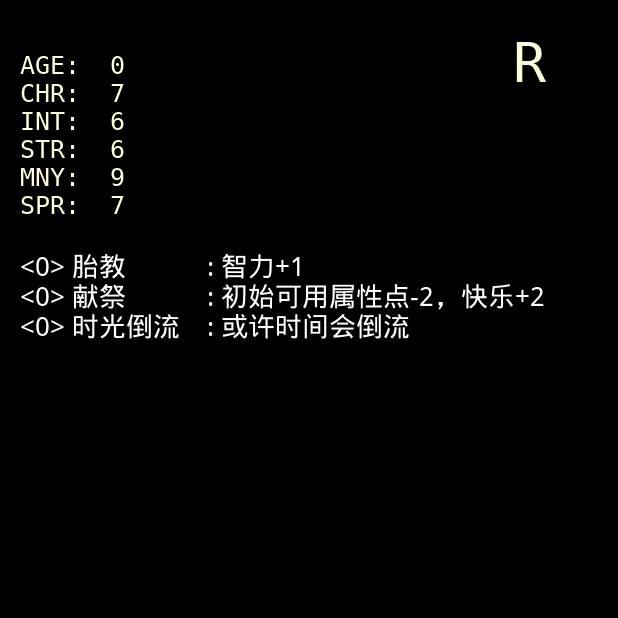 R
AGE: 0
CHR: 7
INT: 6
STR: 6
MNY: 9
SPR: 7
<0> 胎教 : 智力+1
<0> 献祭 : 初始可用属性点-2，快乐+2
<0> 时光倒流 : 或许时间会倒流